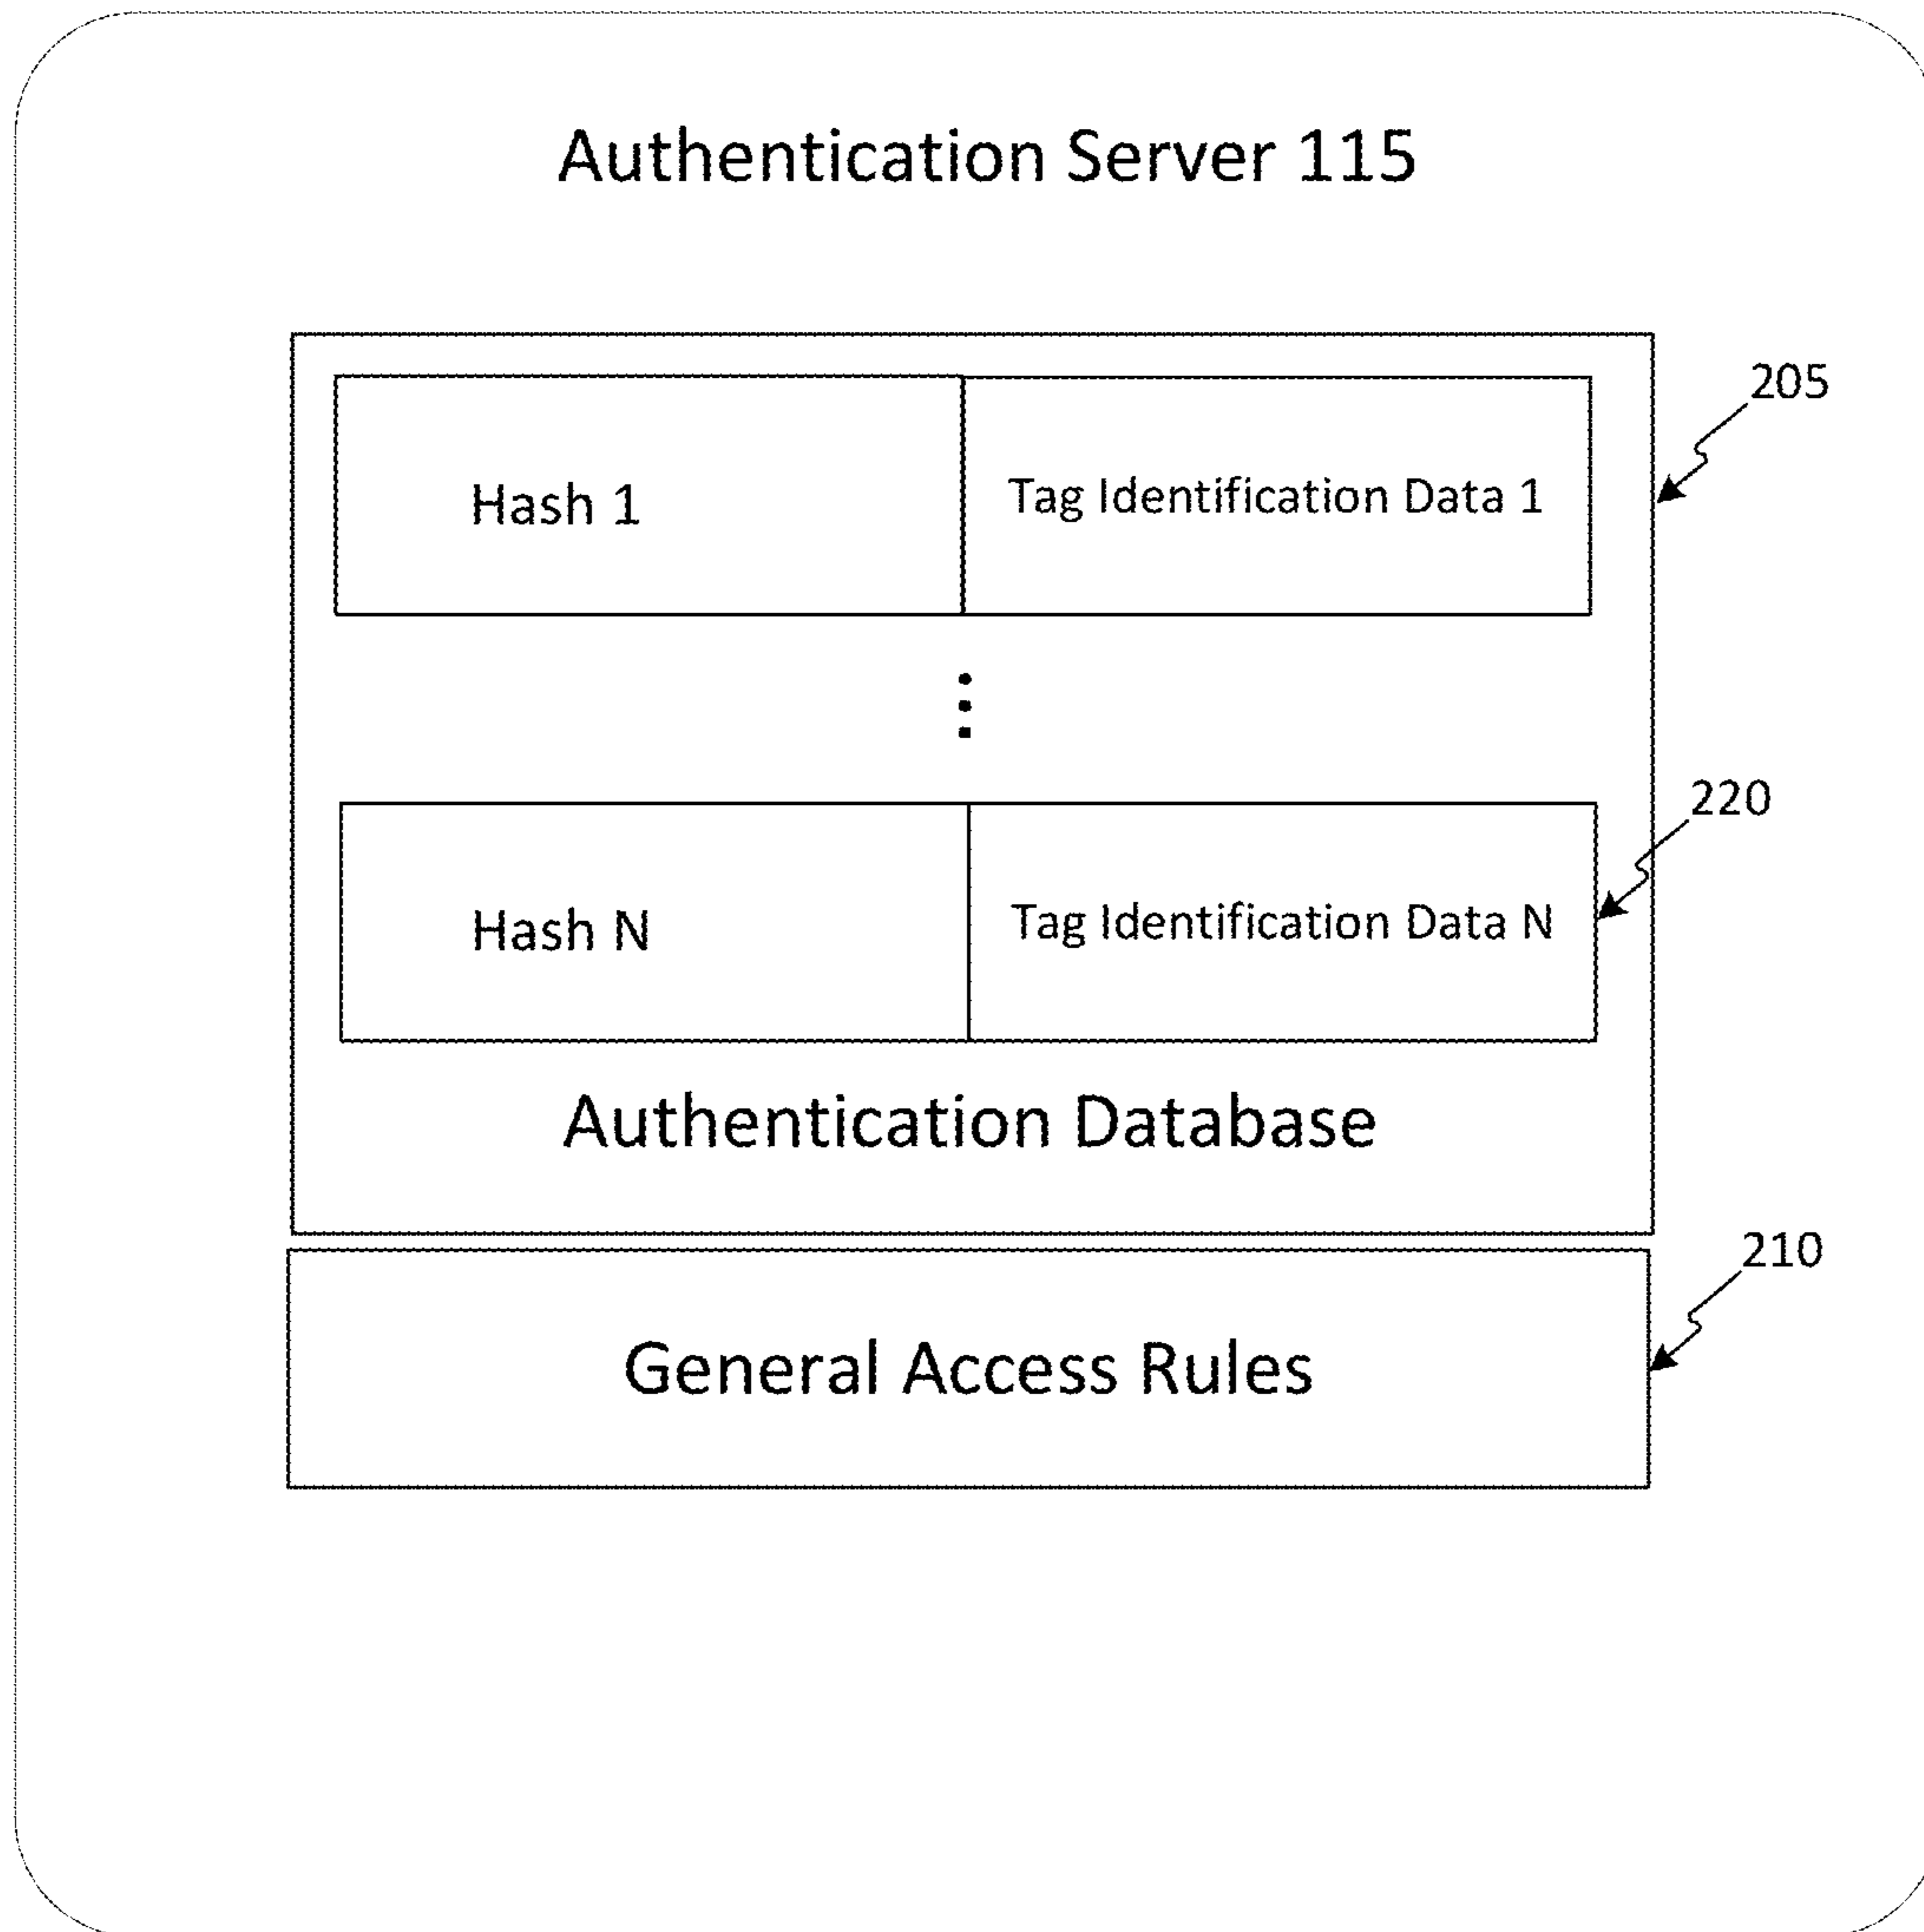 Authentication Server 115
205
Hash 1
Tag Identification Data 1
220
Hash N
Tag Identification Data N
Authentication Database
210
General Access Rules